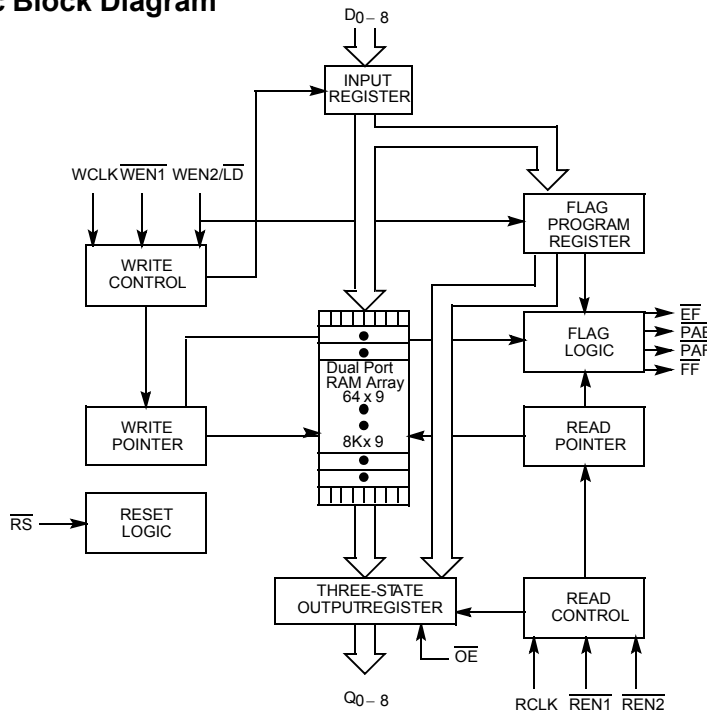 c Block Diagram
D0 – 8
INPUT
REGISTER
WCLK WEN1 WEN2/LD
FLAG
PROGRAM
REGISTER
WRITE
CONTROL
EF
PAE
PAF
FF
FLAG
LOGIC
Dual Port
RAM Array
64 x 9
8Kx 9
WRITE
POINTER
READ
POINTER
RS
RESET
LOGIC
THREE-STATE
OUTPUTREGISTER
READ
CONTROL
OE
Q0 – 8
RCLK REN1 REN2